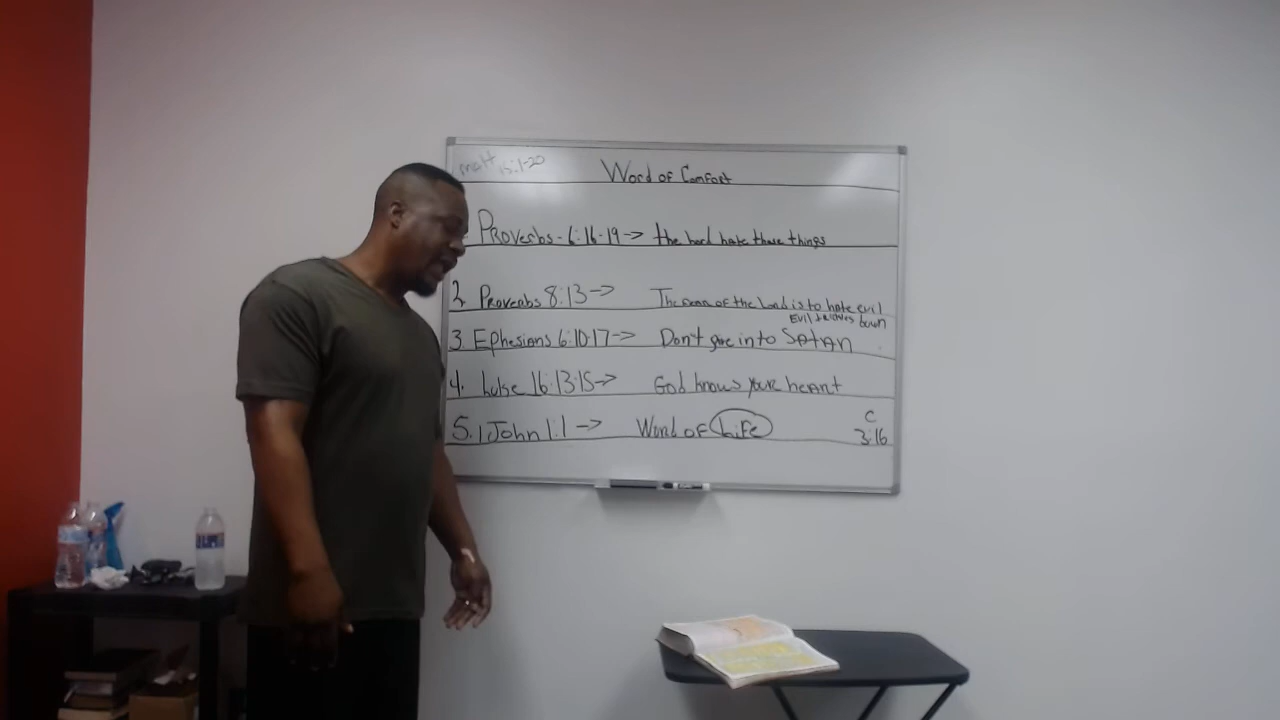 matt 15:1-20
Word of Comfort
Proverbs - 6:16-19 -> the lord hate these things
2. Proverbs 8:13 -> The of the Lord is to hate evil
Evil trickles Down
3. Ephesians 6:10-17 -> Don't give into SAtAN
4. 16:13-15 -> God knows your heart
5. 1 John 1:1 -> Word of Life
C
3:16